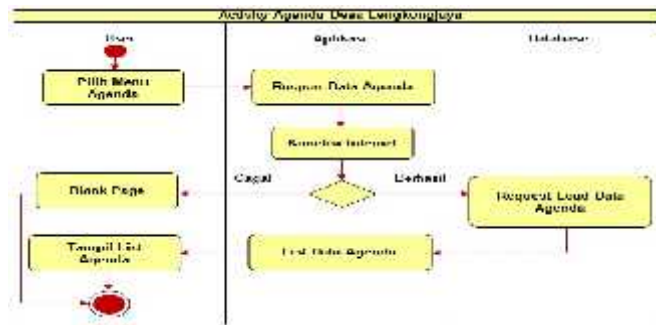 Activity Agenda Desa Lengkongjaya
User
Aplikasi
Database
Pilih Menu
Agenda
Respon Data Agenda
Koneksi Internet
Gagal
Berhasil
Blank Page
Request Load Data
Agenda
Tampil List
Agenda
List Data Agenda